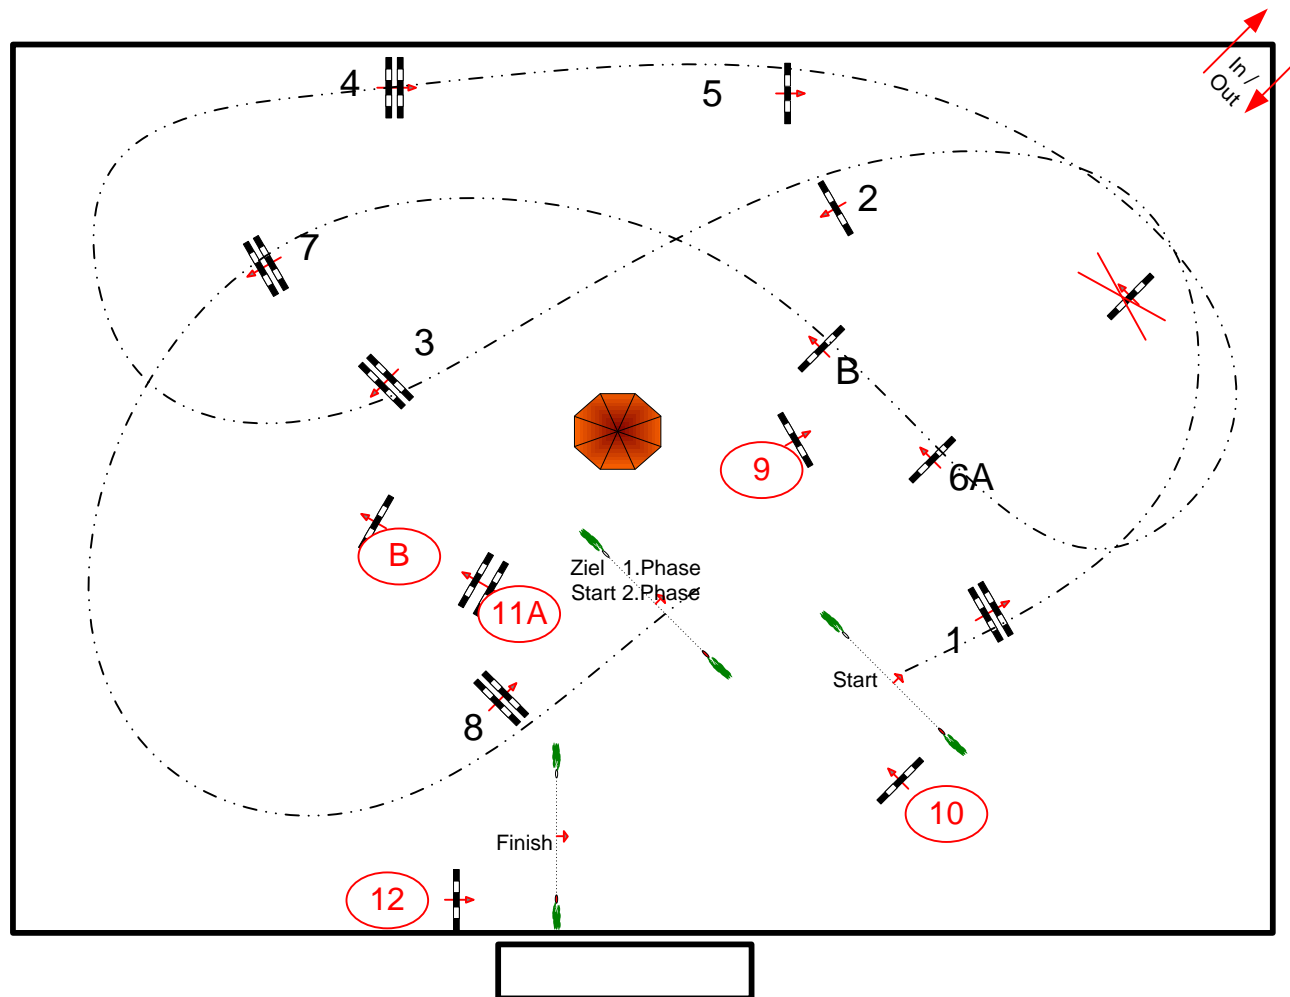 In /
Out
4
5
2
7
3
B
9
6A
B
11A
Ziel 1.Phase
Start 2.Phase
1
Start
8
10
Finish
12